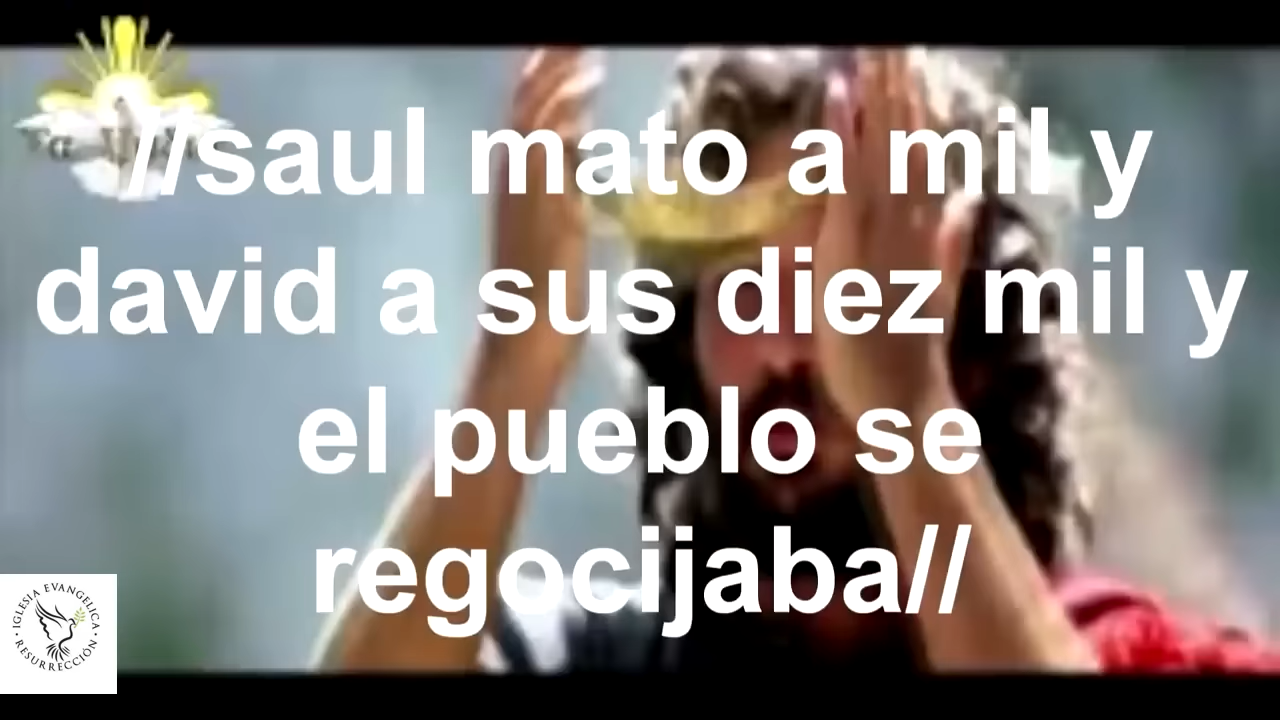 //saul mato a mil y
david a sus diez mil y
el pueblo se
regocijaba//
IGLESIA EVANGELICA
RESURRECCIÓN